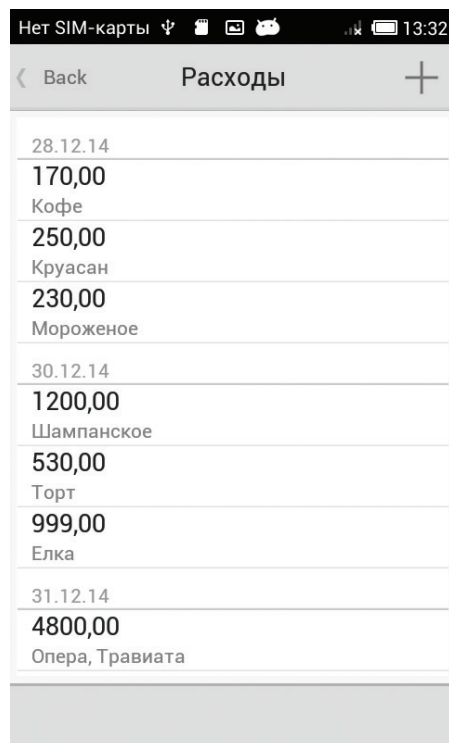 Нет SIM-карты 13:32
Back Расходы
28.12.14
170,00
Кофе
250,00
Круасан
230,00
Мороженое
30.12.14
1200,00
Шампанское
530,00
Торт
999,00
Елка
31.12.14
4800,00
Опера, Травиата